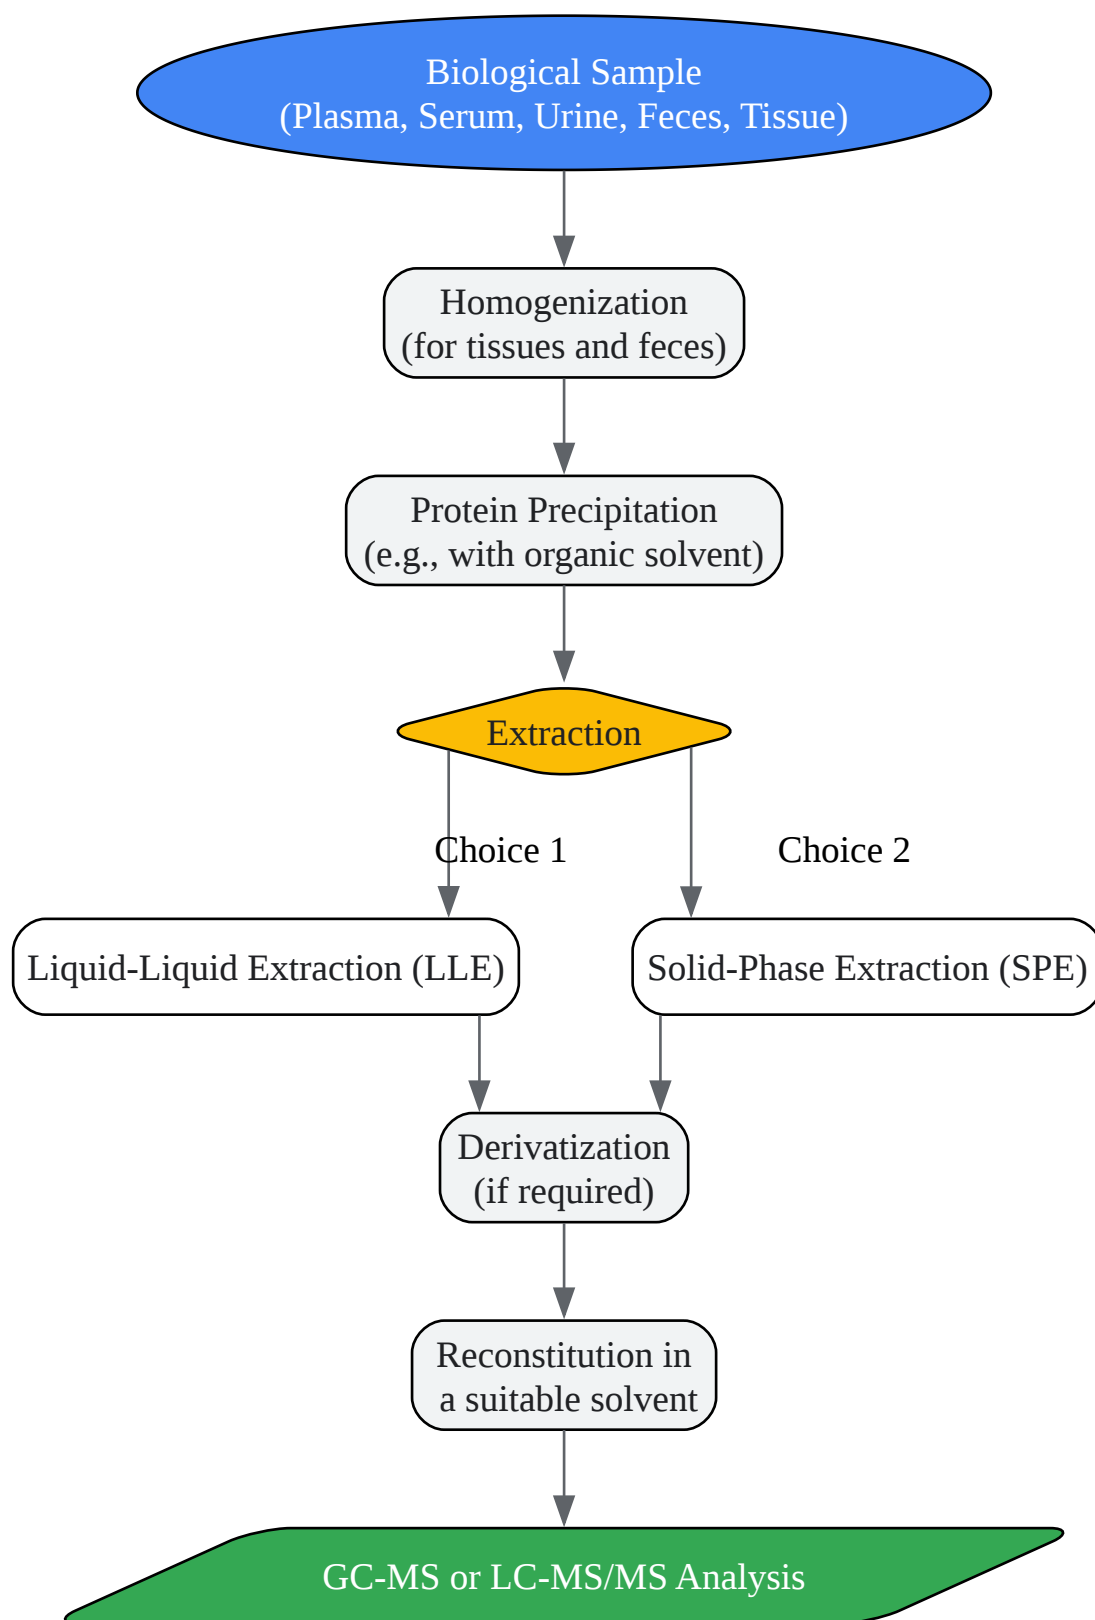 Biological Sample
(Plasma, Serum, Urine, Feces, Tissue)
Homogenization
(for tissues and feces)
Protein Precipitation
(e.g., with organic solvent)
Extraction
Choice 1
Choice 2
Liquid-Liquid Extraction (LLE)
Solid-Phase Extraction (SPE)
Derivatization
(if required)
Reconstitution in
a suitable solvent
GC-MS or LC-MS/MS Analysis